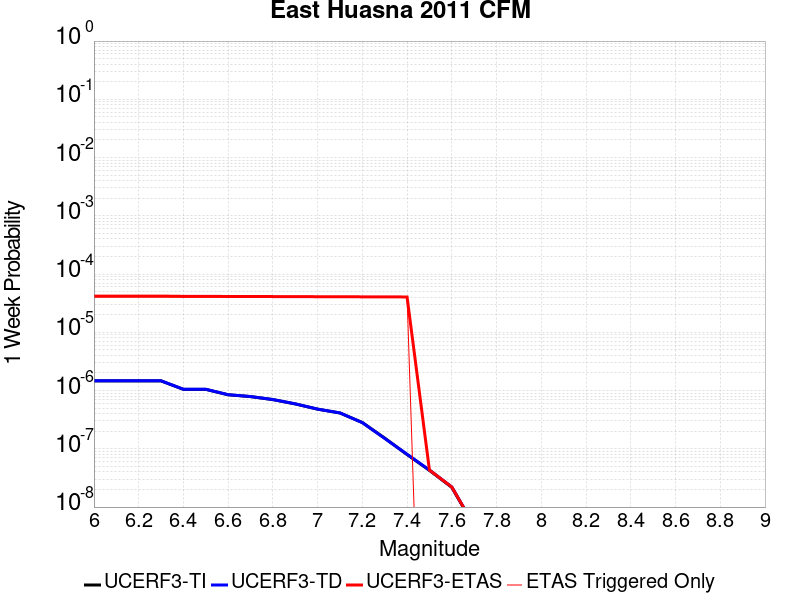 East Huasna 2011 CFM
10^0
10^-1
10^-2
10^-3
10^-4
10^-5
10^-6
10^-7
10^-8
1 Week Probability
6 6.2 6.4 6.6 6.8 7 7.2 7.4 7.6 7.8 8 8.2 8.4 8.6 8.8 9
Magnitude
UCERF3-TI UCERF3-TD UCERF3-ETAS ETAS Triggered Only